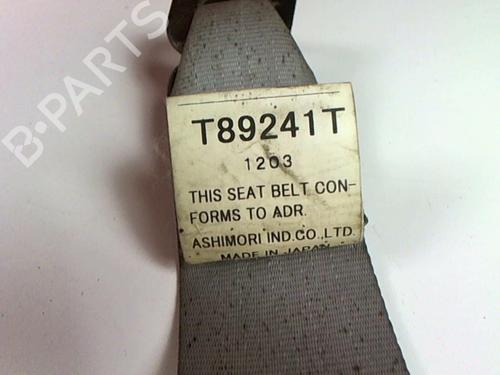 B-PARTS
T89241T
1203
THIS SEAT BELT CON-
FORMS TO ADR.
ASHIMORI IND.CO.,LTD.
MADE IN JAPAN